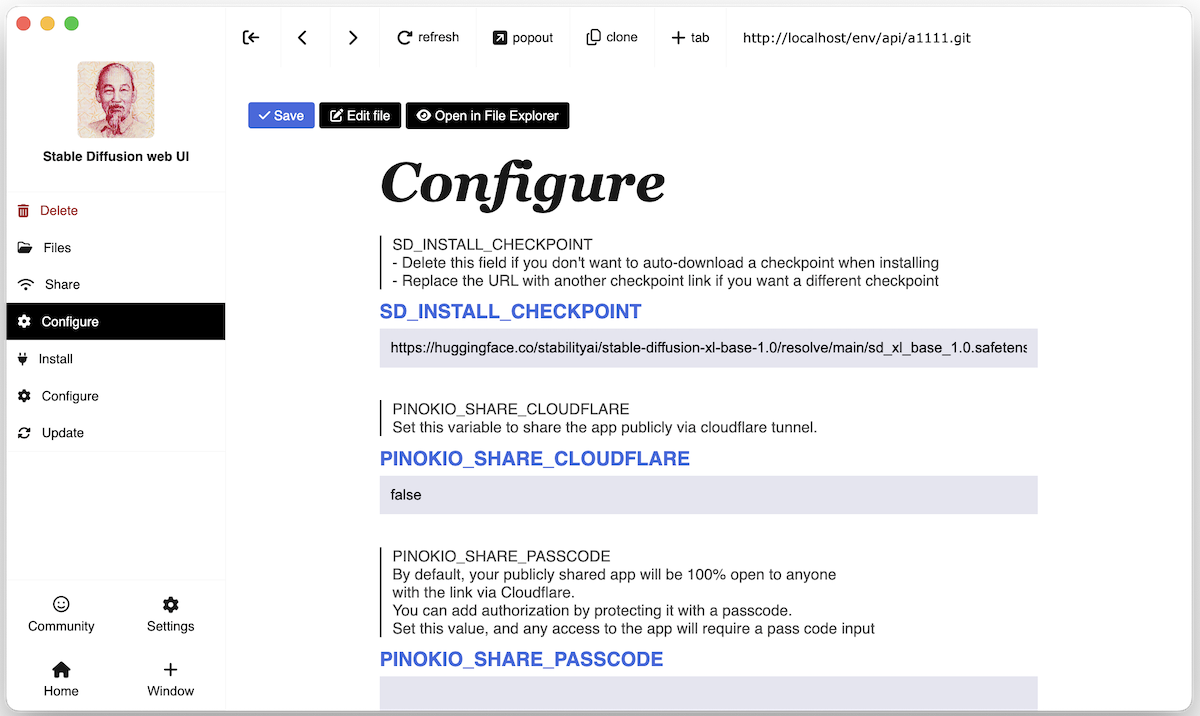 refresh
popout
clone
tab
http://localhost/env/api/a1111.git
Stable Diffusion web UI
Delete
Files
Share
Configure
Install
Configure
Update
Community
Settings
Home
Window
Save
Edit file
Open in File Explorer
Configure
SD_INSTALL_CHECKPOINT
- Delete this field if you don't want to auto-download a checkpoint when installing
- Replace the URL with another checkpoint link if you want a different checkpoint
SD_INSTALL_CHECKPOINT
https://huggingface.co/stabilityai/stable-diffusion-xl-base-1.0/resolve/main/sd_xl_base_1.0.safetens
PINOKIO_SHARE_CLOUDFLARE
Set this variable to share the app publicly via cloudflare tunnel.
PINOKIO_SHARE_CLOUDFLARE
false
PINOKIO_SHARE_PASSCODE
By default, your publicly shared app will be 100% open to anyone
with the link via Cloudflare.
You can add authorization by protecting it with a passcode.
Set this value, and any access to the app will require a pass code input
PINOKIO_SHARE_PASSCODE